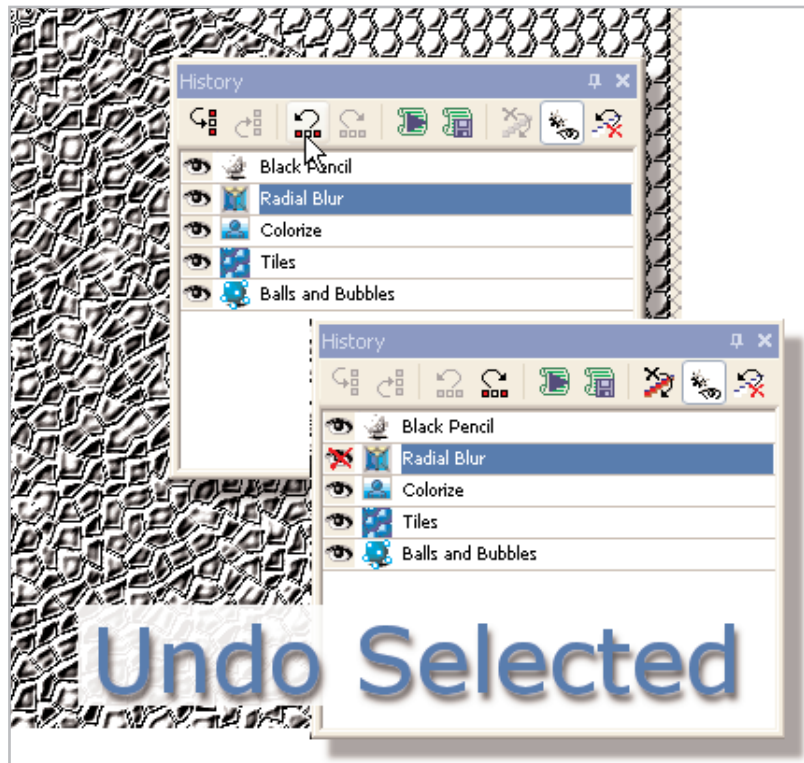 History
Black Pencil
Radial Blur
Colorize
Tiles
Balls and Bubbles
History
Black Pencil
Radial Blur
Colorize
Tiles
Balls and Bubbles
Undo Selected